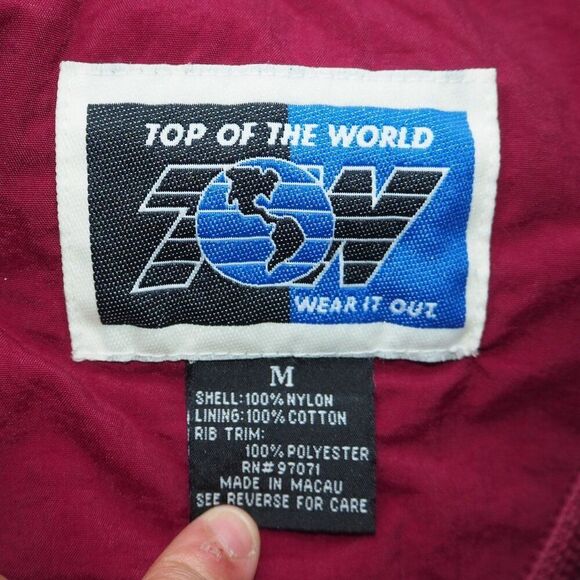 TOP OF THE WORLD
TOW
WEAR IT OUT
M
SHELL:100%NYLON
LINING:100%COTTON
RIB TRIM:
100%POLYESTER
RN#97071
MADE IN MACAU
SEE REVERSE FOR CARE